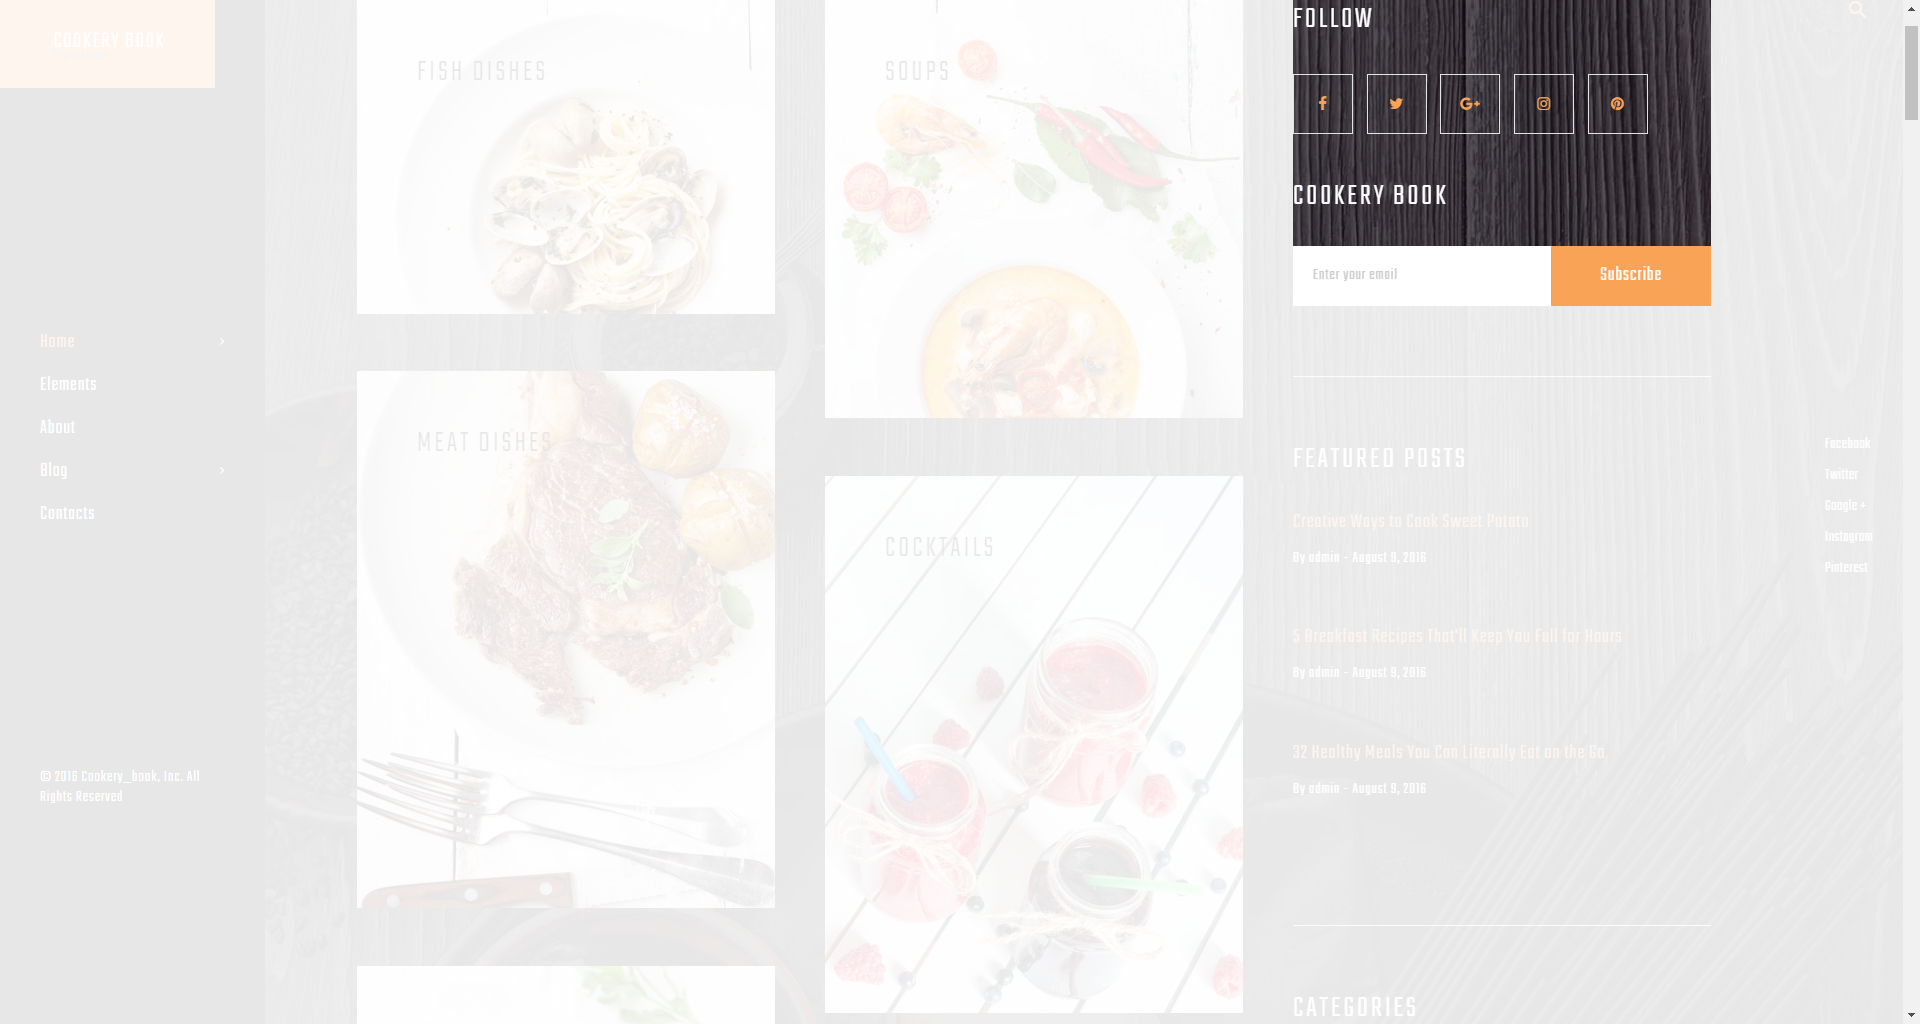 COOKERY BOOK
Home
Elements
About
Blog
Contacts
© 2016 Cookery_book, Inc. All
Rights Reserved
FISH DISHES
MEAT DISHES
SOUPS
COCKTAILS
FOLLOW
COOKERY BOOK
Enter your email
Subscribe
FEATURED POSTS
Creative Ways to Cook Sweet Potato
By admin - August 9, 2016
5 Breakfast Recipes That'll Keep You Full for Hours
By admin - August 9, 2016
32 Healthy Meals You Can Literally Eat on the Go
By admin - August 9, 2016
CATEGORIES
Facebook
Twitter
Google +
Instagram
Pinterest